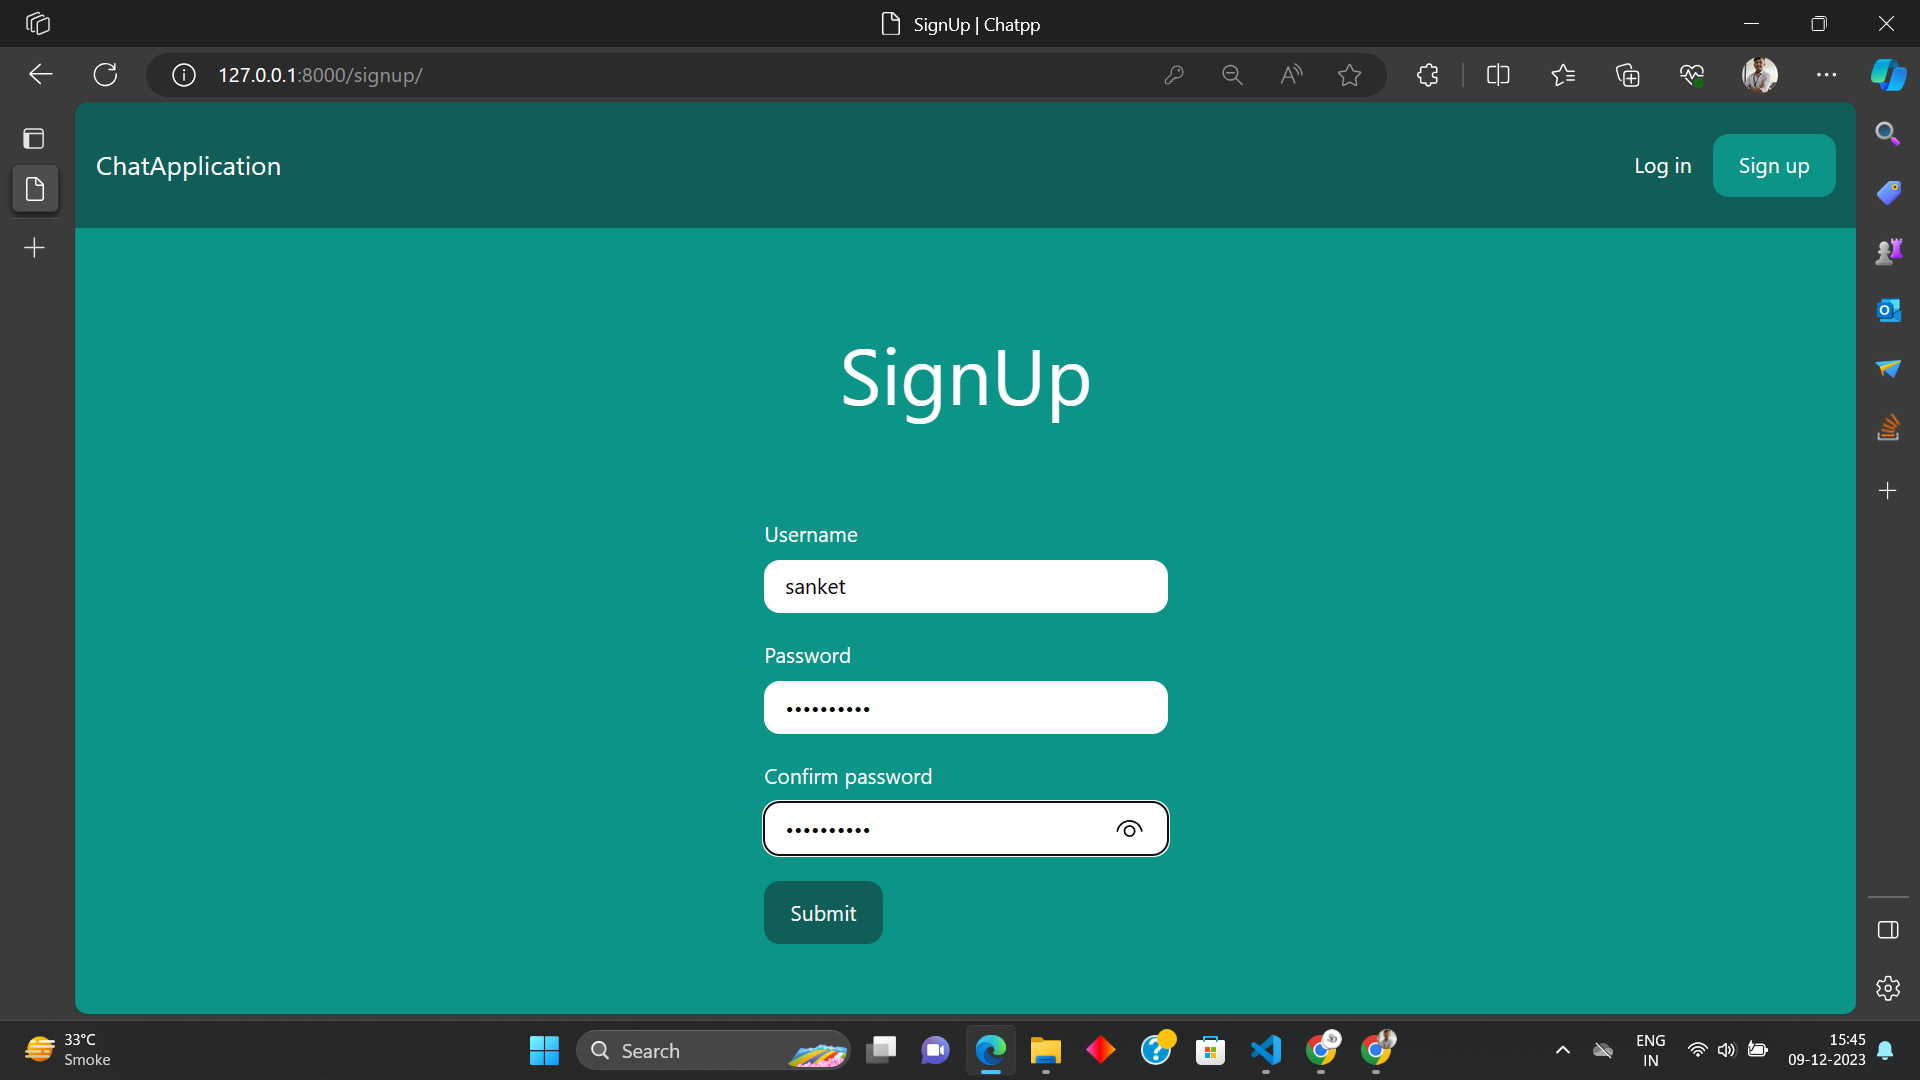 SignUp | Chatpp
127.0.0.1:8000/signup/
ChatApplication
Log in
Sign up
SignUp
Username
sanket
Password
••••••••••
Confirm password
••••••••••
Submit
33°C
Smoke
Search
ENG
IN
15:45
09-12-2023